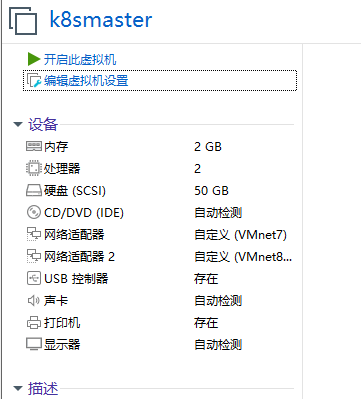 k8smaster
开启此虚拟机
编辑虚拟机设置
设备
内存 2 GB
处理器 2
硬盘 (SCSI) 50 GB
CD/DVD (IDE) 自动检测
网络适配器 自定义 (VMnet7)
网络适配器 2 自定义 (VMnet8...
USB 控制器 存在
声卡 自动检测
打印机 存在
显示器 自动检测
描述